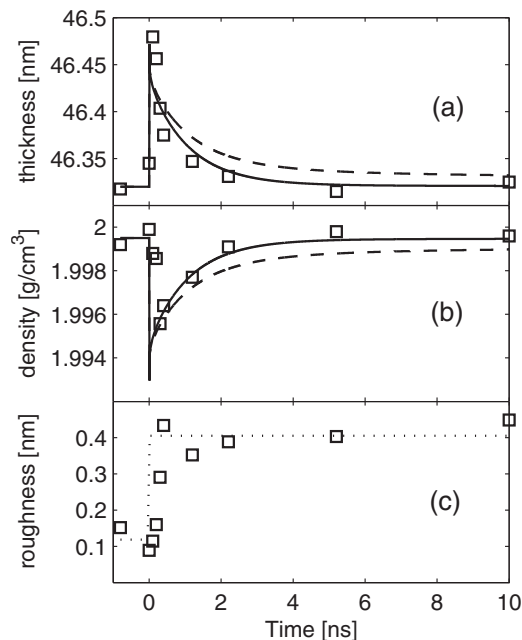 46.5
46.45
46.4
46.35
thickness [nm]
(a)
2
1.998
1.996
1.994
density [g/cm³]
(b)
0.4
0.3
0.2
0.1
roughness [nm]
(c)
0 2 4 6 8 10
Time [ns]